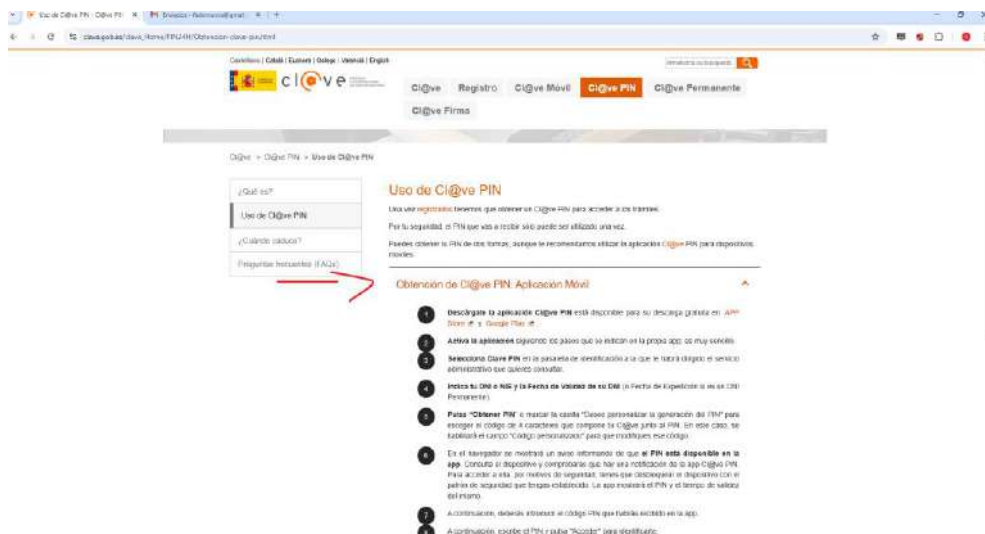 Uso de Cl@ve PIN - Cl@ve PI
Castellano | Català | Euskara | Galego | Valencià | English
cl@ve
Cl@ve Registro Cl@ve Móvil Cl@ve PIN Cl@ve Permanente
Cl@ve Firma
Cl@ve > Cl@ve PIN > Uso de Cl@ve PIN
¿Qué es?
Uso de Cl@ve PIN
¿Cuándo caduca?
Preguntas frecuentes (FAQs)
Uso de Cl@ve PIN
Una vez registrados tenemos que obtener un Cl@ve PIN para acceder a los trámites.
Por tu seguridad, el PIN que vas a recibir solo puede ser utilizado una vez.
Puedes obtener tu PIN de dos formas, aunque te recomendamos utilizar la aplicación Cl@ve PIN para dispositivos
móviles.
Obtención de Cl@ve PIN: Aplicación Móvil
1 Descárgate la aplicación Cl@ve PIN está disponible para su descarga gratuita en APP
Store y Google Play
2 Activa la aplicación siguiendo los pasos que se indican en la propia app, es muy sencillo.
3 Selecciona Clave PIN en la pasarela de identificación a la que te habrá dirigido el servicio
administrativo que quieres consultar.
4 Indica tu DNI o NIE y la Fecha de Validez de su DNI (o Fecha de Expedición si es un DNI
Permanente).
5 Pulsa "Obtener PIN" o marcar la casilla "Deseo personalizar la generación del PIN" para
escoger el código de 4 caracteres que compone tu Cl@ve junto al PIN. En este caso, se
habilitará el campo "Código personalizado" para que modifiques ese código.
6 En el navegador se mostrará un aviso informando de que el PIN está disponible en la
app. Consulta el dispositivo y comprobarás que hay una notificación de la app Cl@ve PIN.
Para acceder a ella, por motivos de seguridad, tienes que desbloquear el dispositivo con el
patrón de seguridad que tengas establecido. La app mostrará el PIN y el tiempo de validez
del mismo.
7 A continuación, deberás introducir el código PIN que habrás recibido en la app.
8 A continuación, escribe el PIN y pulsa "Acceder" para identificarte.